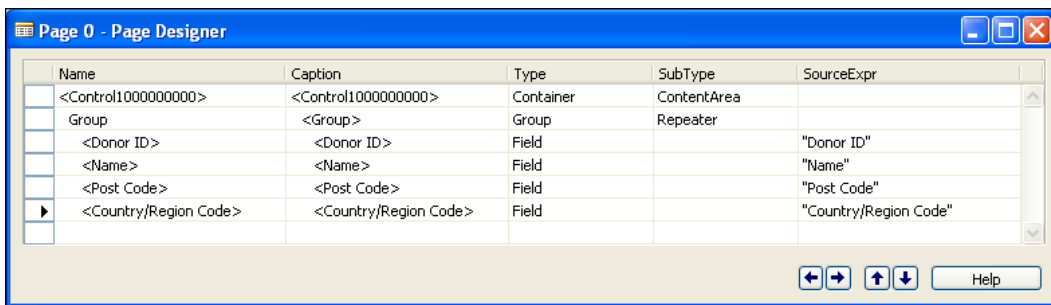 Page 0 - Page Designer
Name Caption Type SubType SourceExpr
<Control1000000000> <Control1000000000> Container ContentArea
Group <Group> Group Repeater
<Donor ID> <Donor ID> Field "Donor ID"
<Name> <Name> Field "Name"
<Post Code> <Post Code> Field "Post Code"
<Country/Region Code> <Country/Region Code> Field "Country/Region Code"
Help